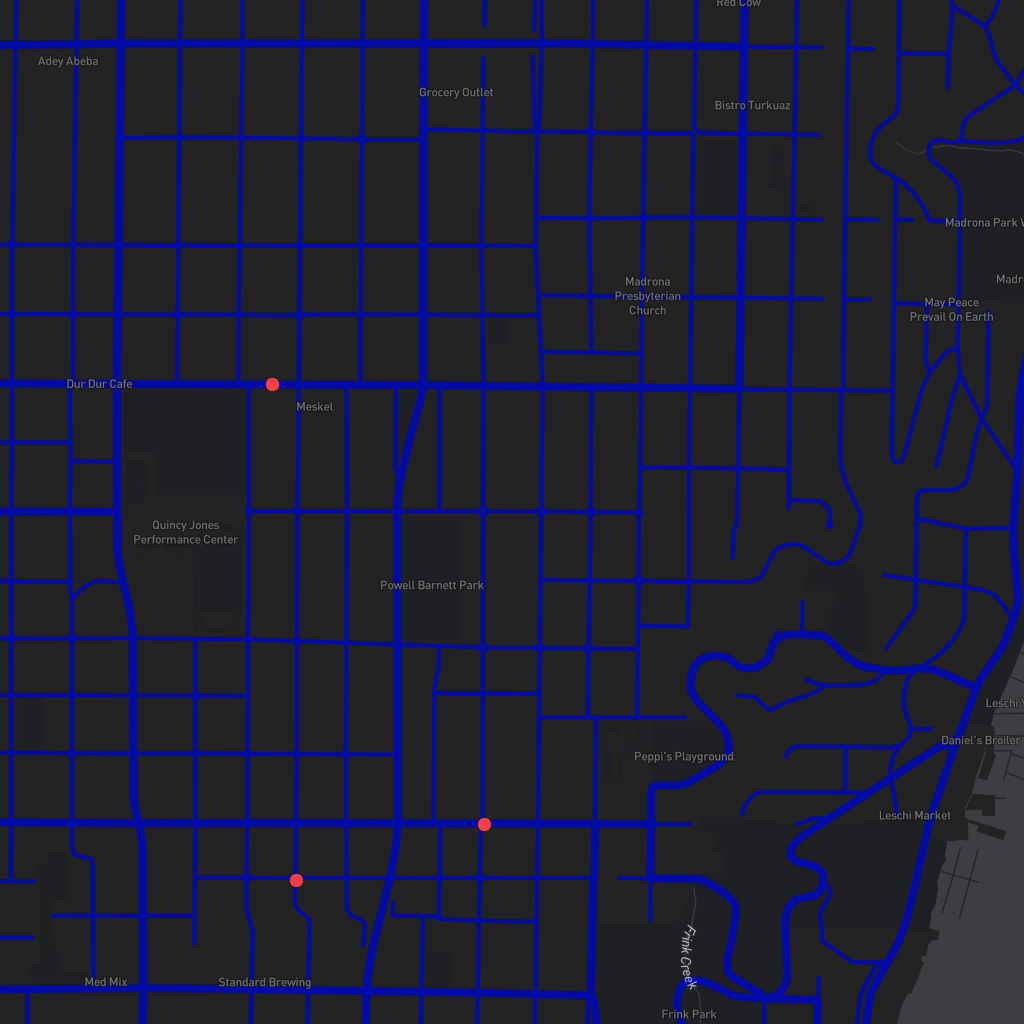 Red Cow
Adey Abeba
Grocery Outlet
Bistro Turkuaz
Madrona Park W
Madrona
Presbyterian
Church
Madro
May Peace
Prevail On Earth
Dur Dur Cafe
Meskel
Quincy Jones
Performance Center
Powell Barnett Park
Leschi Y
Daniel's Broiler
Peppi's Playground
Leschi Market
Frink Creek
Med Mix
Standard Brewing
Frink Park